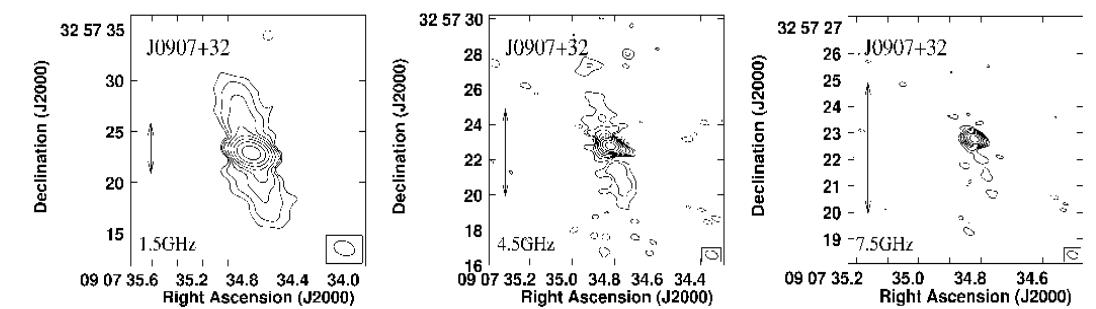 32 57 35
30
25
20
15
J0907+32
1.5GHz
Declination (J2000)
09 07 35.6 35.2 34.8 34.4 34.0
Right Ascension (J2000)
32 57 30
28
26
24
22
20
18
16
J0907+32
4.5GHz
Declination (J2000)
09 07 35.4 35.2 35.0 34.8 34.6 34.4
Right Ascension (J2000)
32 57 27
26
25
24
23
22
21
20
19
J0907+32
7.5GHz
Declination (J2000)
09 07 35.2 35.0 34.8 34.6
Right Ascension (J2000)